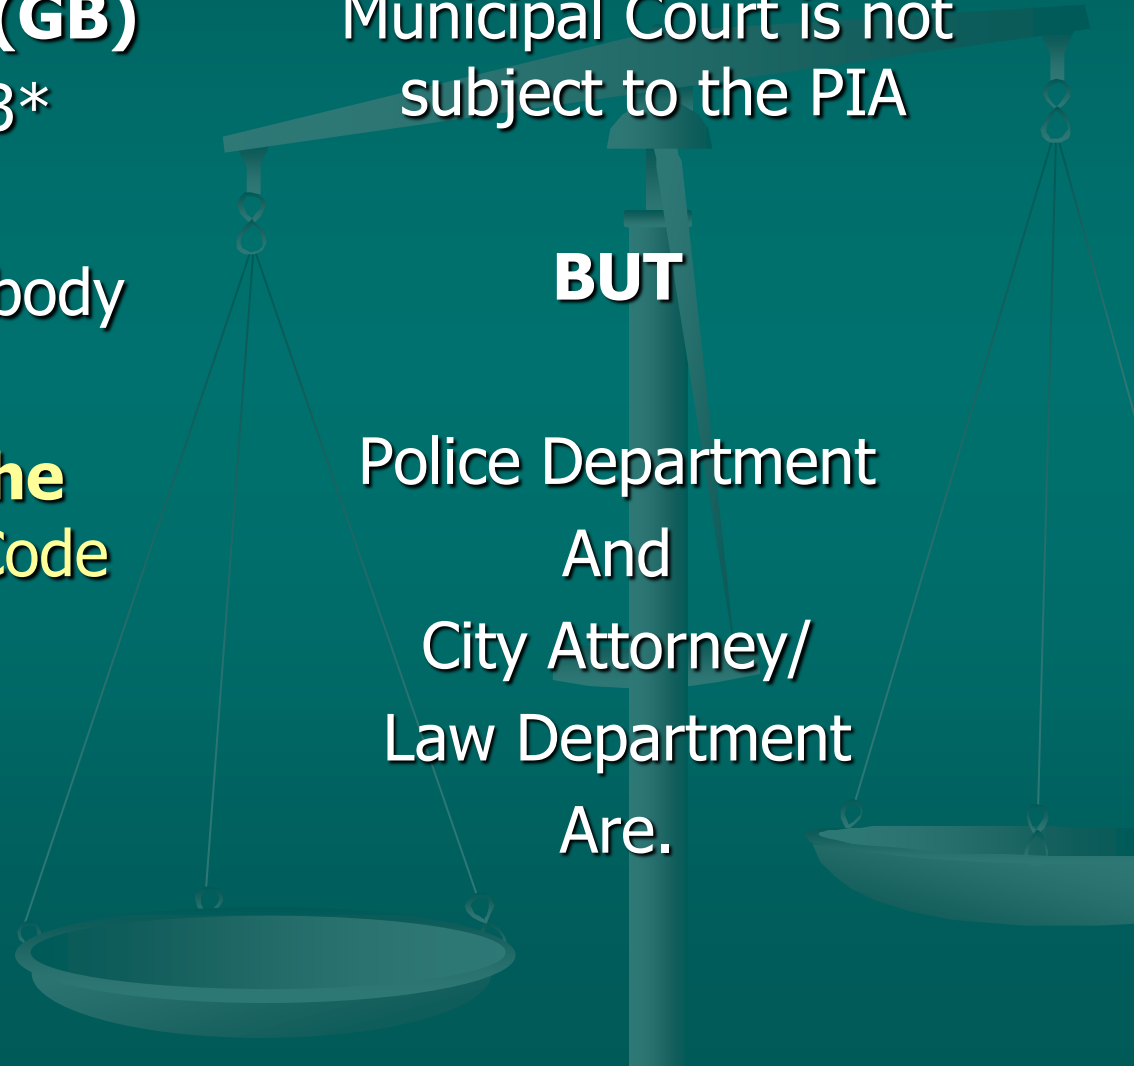 (GB)
3*
body
he
Code
Municipal Court is not
subject to the PIA
BUT
Police Department
And
City Attorney/
Law Department
Are.